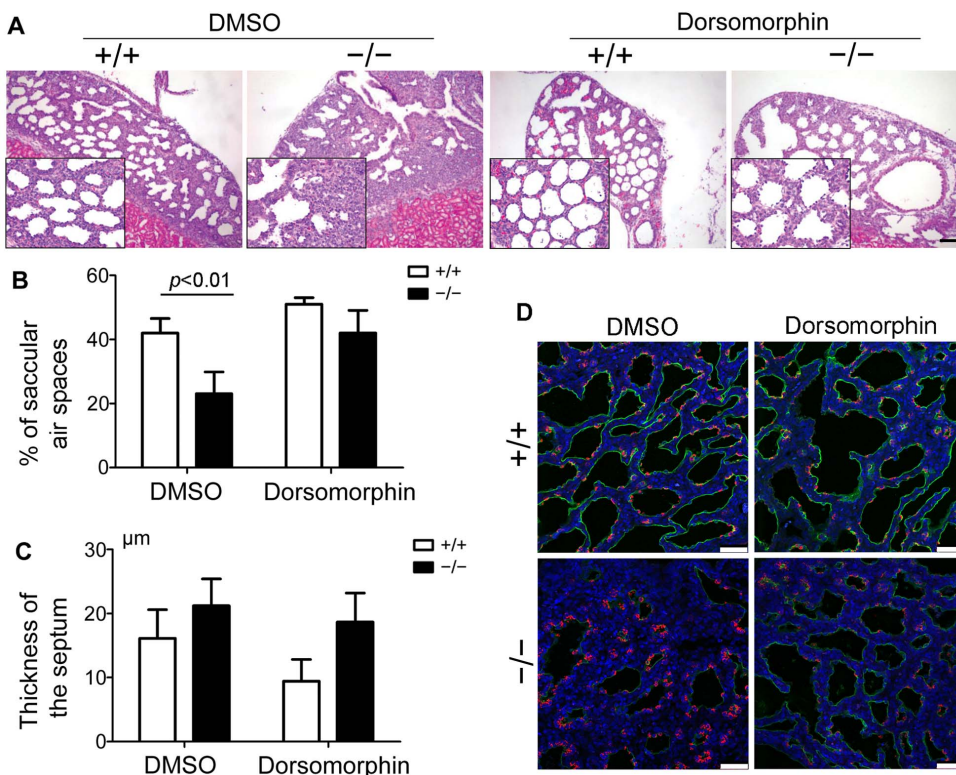 A
DMSO
Dorsomorphin
+/+
−/−
+/+
−/−
B
p<0.01
+/+
−/−
% of saccular
air spaces
60
40
20
0
DMSO
Dorsomorphin
C
µm
+/+
−/−
Thickness of
the septum
30
20
10
0
DMSO
Dorsomorphin
D
DMSO
Dorsomorphin
+/+
−/−